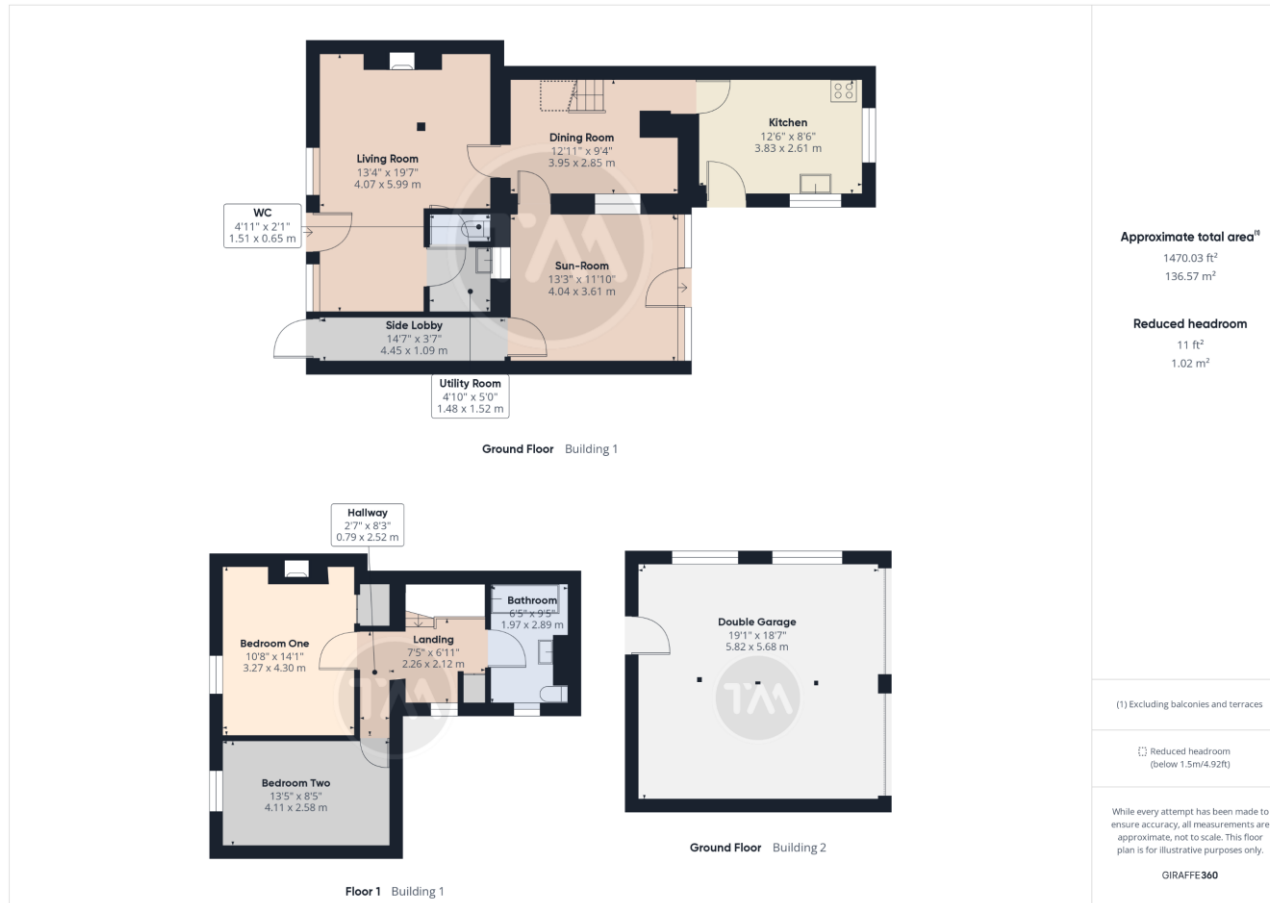 Living Room
13'4" x 19'7"
4.07 x 5.99 m
Dining Room
12'11" x 9'4"
3.95 x 2.85 m
Kitchen
12'6" x 8'6"
3.83 x 2.61 m
WC
4'11" x 2'1"
1.51 x 0.65 m
Sun-Room
13'3" x 11'10"
4.04 x 3.61 m
Side Lobby
14'7" x 3'7"
4.45 x 1.09 m
Utility Room
4'10" x 5'0"
1.48 x 1.52 m
TM
Ground Floor Building 1
Hallway
2'7" x 8'3"
0.79 x 2.52 m
Bedroom One
10'8" x 14'1"
3.27 x 4.30 m
Landing
7'5" x 6'11"
2.26 x 2.12 m
Bathroom
6'5" x 9'5"
1.97 x 2.89 m
Bedroom Two
13'5" x 8'5"
4.11 x 2.58 m
TM
Floor 1 Building 1
Double Garage
19'1" x 18'7"
5.82 x 5.68 m
TM
Ground Floor Building 2
Approximate total area(1)
1470.03 ft²
136.57 m²
Reduced headroom
11 ft²
1.02 m²
(1) Excluding balconies and terraces
Reduced headroom
(below 1.5m/4.92ft)
While every attempt has been made to
ensure accuracy, all measurements are
approximate, not to scale. This floor
plan is for illustrative purposes only.
GIRAFFE360